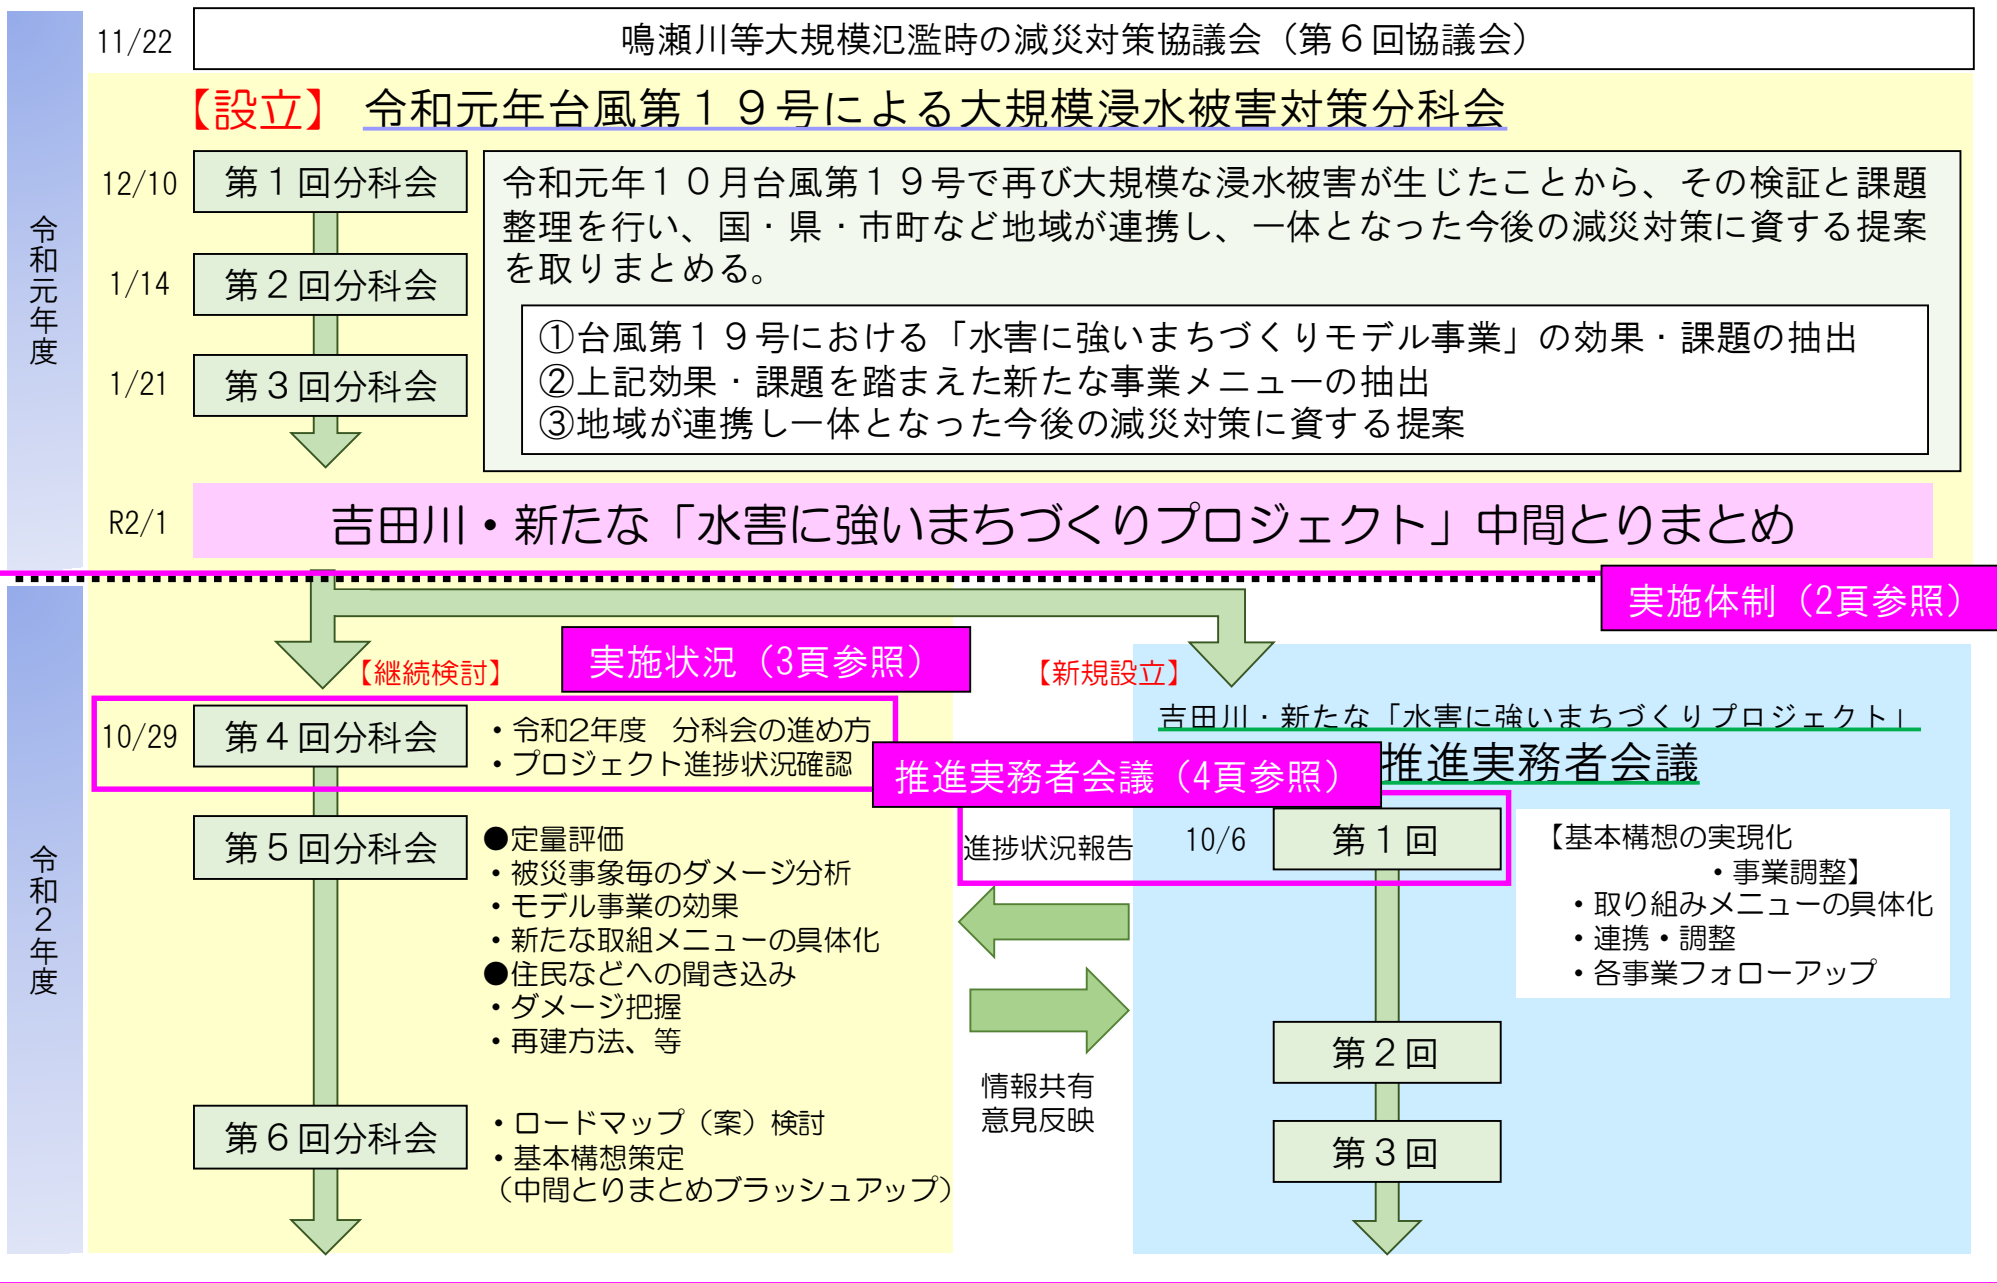 令和元年度
11/22
鳴瀬川等大規模氾濫時の減災対策協議会（第６回協議会）
【設立】 令和元年台風第１９号による大規模浸水被害対策分科会
12/10
第１回分科会
1/14
第２回分科会
1/21
第３回分科会
令和元年１０月台風第１９号で再び大規模な浸水被害が生じたことから、その検証と課題
整理を行い、国・県・市町など地域が連携し、一体となった今後の減災対策に資する提案
を取りまとめる。
①台風第１９号における「水害に強いまちづくりモデル事業」の効果・課題の抽出
②上記効果・課題を踏まえた新たな事業メニューの抽出
③地域が連携し一体となった今後の減災対策に資する提案
R2/1
吉田川・新たな「水害に強いまちづくりプロジェクト」中間とりまとめ
実施体制（2頁参照）
令和２年度
【継続検討】
実施状況（3頁参照）
10/29
第４回分科会
・令和2年度　分科会の進め方
・プロジェクト進捗状況確認
第５回分科会
●定量評価
・被災事象毎のダメージ分析
・モデル事業の効果
・新たな取組メニューの具体化
●住民などへの聞き込み
・ダメージ把握
・再建方法、等
第６回分科会
・ロードマップ（案）検討
・基本構想策定
（中間とりまとめブラッシュアップ）
【新規設立】
吉田川・新たな「水害に強いまちづくりプロジェクト」
推進実務者会議
推進実務者会議（4頁参照）
進捗状況報告
10/6
第１回
【基本構想の実現化
・事業調整】
・取り組みメニューの具体化
・連携・調整
・各事業フォローアップ
情報共有
意見反映
第２回
第３回